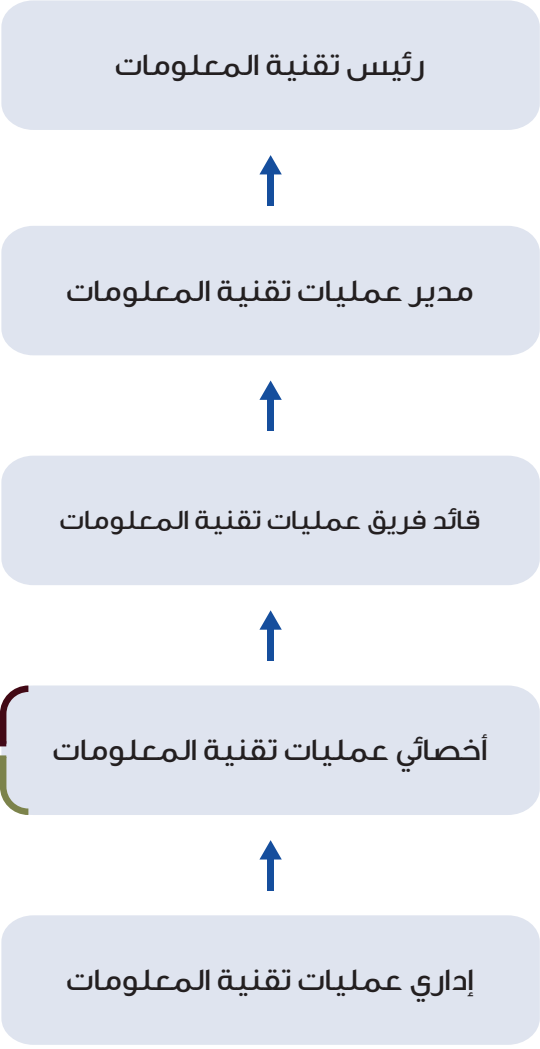 رئيس تقنية المعلومات
مدير عمليات تقنية المعلومات
قائد فريق عمليات تقنية المعلومات
أخصائي عمليات تقنية المعلومات
إداري عمليات تقنية المعلومات